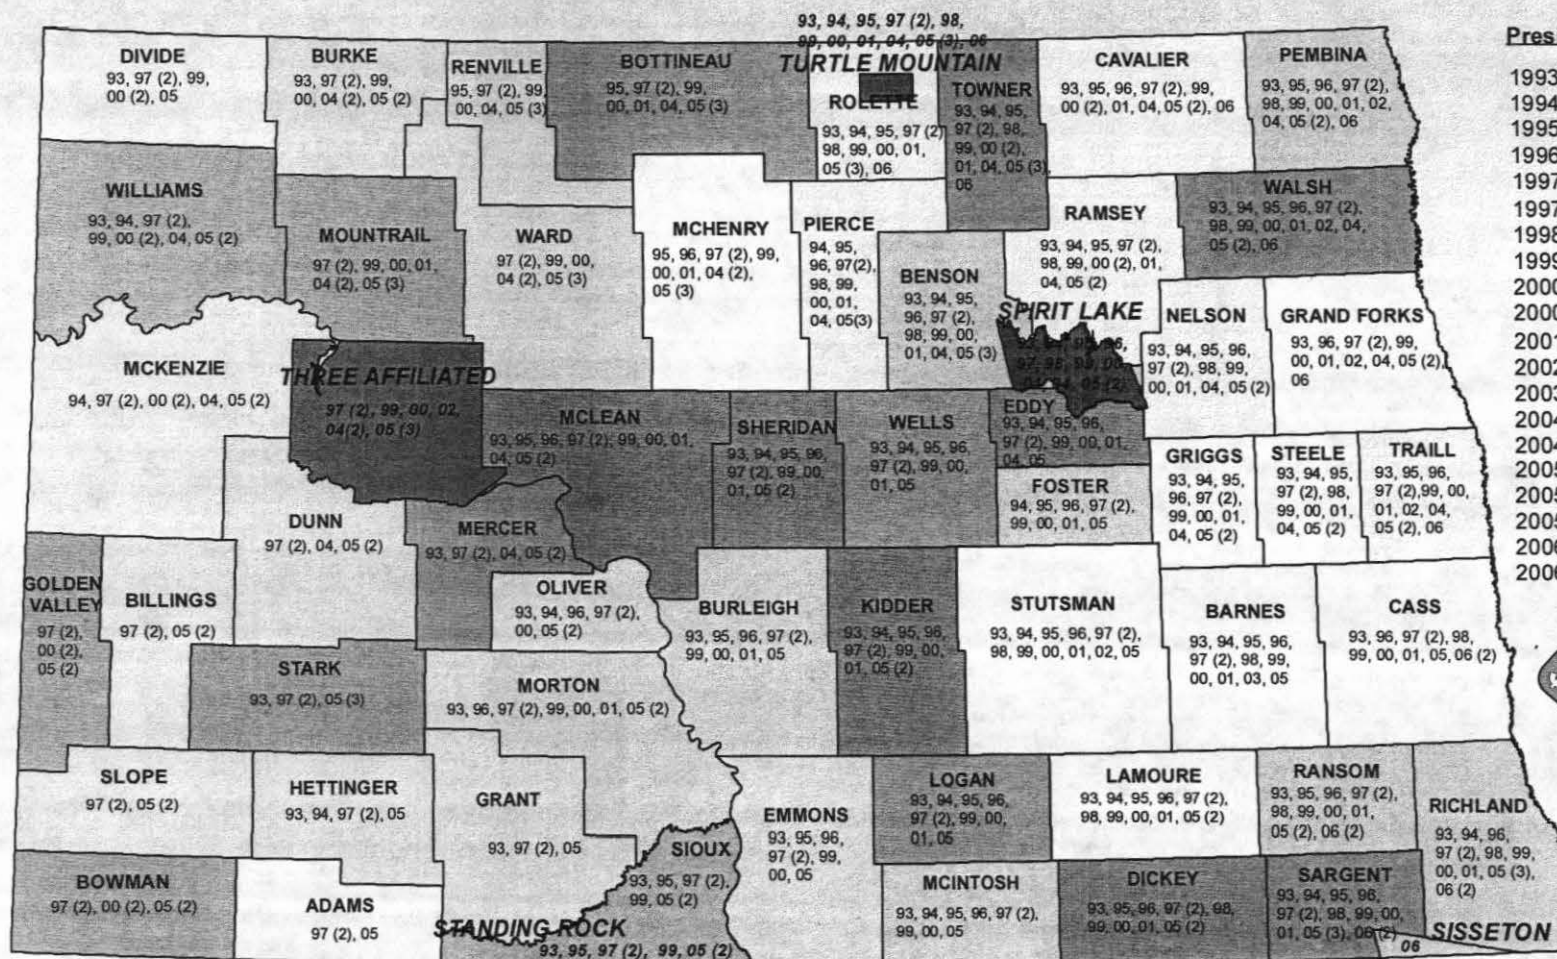 93, 94, 95, 97 (2), 98,
99, 00, 01, 04, 05 (3), 06
TURTLE MOUNTAIN
DIVIDE
93, 97 (2), 99,
00 (2), 05
BURKE
93, 97 (2), 99,
00, 04 (2), 05 (2)
RENVILLE
95, 97 (2), 99,
00, 04, 05 (3)
BOTTINEAU
95, 97 (2), 99,
00, 01, 04, 05 (3)
ROLETTE
93, 94, 95, 97 (2)
98, 99, 00, 01,
05 (3), 06
TOWNER
93, 94, 95,
97 (2), 98,
99, 00 (2),
01, 04, 05 (3),
06
CAVALIER
93, 95, 96, 97 (2), 99,
00 (2), 01, 04, 05 (2), 06
PEMBINA
93, 95, 96, 97 (2),
98, 99, 00, 01, 02,
04, 05 (2), 06
WILLIAMS
93, 94, 97 (2),
99, 00 (2), 04, 05 (2)
MOUNTRAIL
97 (2), 99, 00, 01,
04 (2), 05 (3)
WARD
97 (2), 99, 00,
04 (2), 05 (3)
MCHENRY
95, 96, 97 (2), 99,
00, 01, 04 (2),
05 (3)
PIERCE
94, 95,
96, 97(2),
98, 99,
00, 01,
04, 05(3)
BENSON
93, 94, 95,
96, 97 (2),
98, 99, 00,
01, 04, 05 (3)
RAMSEY
93, 94, 95, 97 (2),
98, 99, 00 (2), 01,
04, 05 (2)
WALSH
93, 94, 95, 96, 97 (2),
98, 99, 00, 01, 02, 04,
05 (2), 06
SPIRIT LAKE
NELSON
93, 94, 95, 96,
97 (2), 98, 99,
00, 01, 04, 05 (2)
GRAND FORKS
93, 96, 97 (2), 99,
00, 01, 02, 04, 05 (2),
06
MCKENZIE
94, 97 (2), 00 (2), 04, 05 (2)
THREE AFFILIATED
97 (2), 99, 00, 02,
04(2), 05 (3)
MCLEAN
93, 95, 96, 97 (2), 99, 00, 01,
04, 05 (2)
SHERIDAN
93, 94, 95, 96,
97 (2), 99, 00,
01, 05 (2)
WELLS
93, 94, 95, 96,
97 (2), 99, 00,
01, 05
EDDY
93, 94, 95, 96,
97 (2), 99, 00, 01,
04, 05
FOSTER
94, 95, 96, 97 (2),
99, 00, 01, 05
GRIGGS
93, 94, 95,
96, 97 (2),
99, 00, 01,
04, 05 (2)
STEELE
93, 94, 95,
97 (2), 98,
99, 00, 01,
04, 05 (2)
TRAILL
93, 95, 96,
97 (2),99, 00,
01, 02, 04,
05 (2), 06
DUNN
97 (2), 04, 05 (2)
MERCER
93, 97 (2), 04, 05 (2)
OLIVER
93, 94, 96, 97 (2),
00, 05 (2)
GOLDEN
VALLEY
97 (2),
00 (2),
05 (2)
BILLINGS
97 (2), 05 (2)
STARK
93, 97 (2), 05 (3)
MORTON
93, 96, 97 (2), 99, 00, 01, 05 (2)
BURLEIGH
93, 95, 96, 97 (2),
99, 00, 01, 05
KIDDER
93, 94, 95, 96,
97 (2), 99, 00,
01, 05 (2)
STUTSMAN
93, 94, 95, 96, 97 (2),
98, 99, 00, 01, 02, 05
BARNES
93, 94, 95, 96,
97 (2), 98, 99,
00, 01, 03, 05
CASS
93, 96, 97 (2), 98,
99, 00, 01, 05, 06 (2)
SLOPE
97 (2), 05 (2)
HETTINGER
93, 94, 97 (2), 05
GRANT
93, 97 (2), 05
SIOUX
93, 95, 97 (2),
99, 05 (2)
EMMONS
93, 95, 96,
97 (2), 99,
00, 05
LOGAN
93, 94, 95, 96,
97 (2), 99, 00,
01, 05
LAMOURE
93, 94, 95, 96, 97 (2),
98, 99, 00, 01, 05 (2)
RANSOM
93, 95, 96, 97 (2),
98, 99, 00, 01,
05 (2), 06 (2)
RICHLAND
93, 94, 96,
97 (2), 98, 99,
00, 01, 05 (3),
06 (2)
BOWMAN
97 (2), 00 (2), 05 (2)
ADAMS
97 (2), 05
STANDING ROCK
93, 95, 97 (2), 99, 05 (2)
MCINTOSH
93, 94, 95, 96, 97 (2),
99, 00, 05
DICKEY
93, 95, 96, 97 (2), 98,
99, 00, 01, 05 (2)
SARGENT
93, 94, 95, 96,
97 (2), 98, 99, 00,
01, 05 (3), 06 (2)
SISSETON
06
Pres
1993
1994
1995
1996
1997
1997
1998
1999
2000
2000
2001
2002
2003
2004
2004
2005
2005
2005
2006
2006